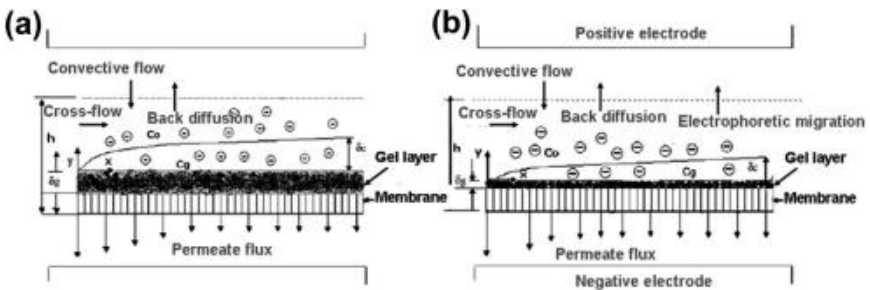 (a)
Convective flow
Cross-flow
Back diffusion
h
Co
y
x
Cg
δc
δg
Gel layer
Membrane
Permeate flux
(b)
Positive electrode
Convective flow
Cross-flow
Back diffusion
Electrophoretic migration
h
Co
Y
x
Cg
δc
δg
Gel layer
Membrane
Permeate flux
Negative electrode